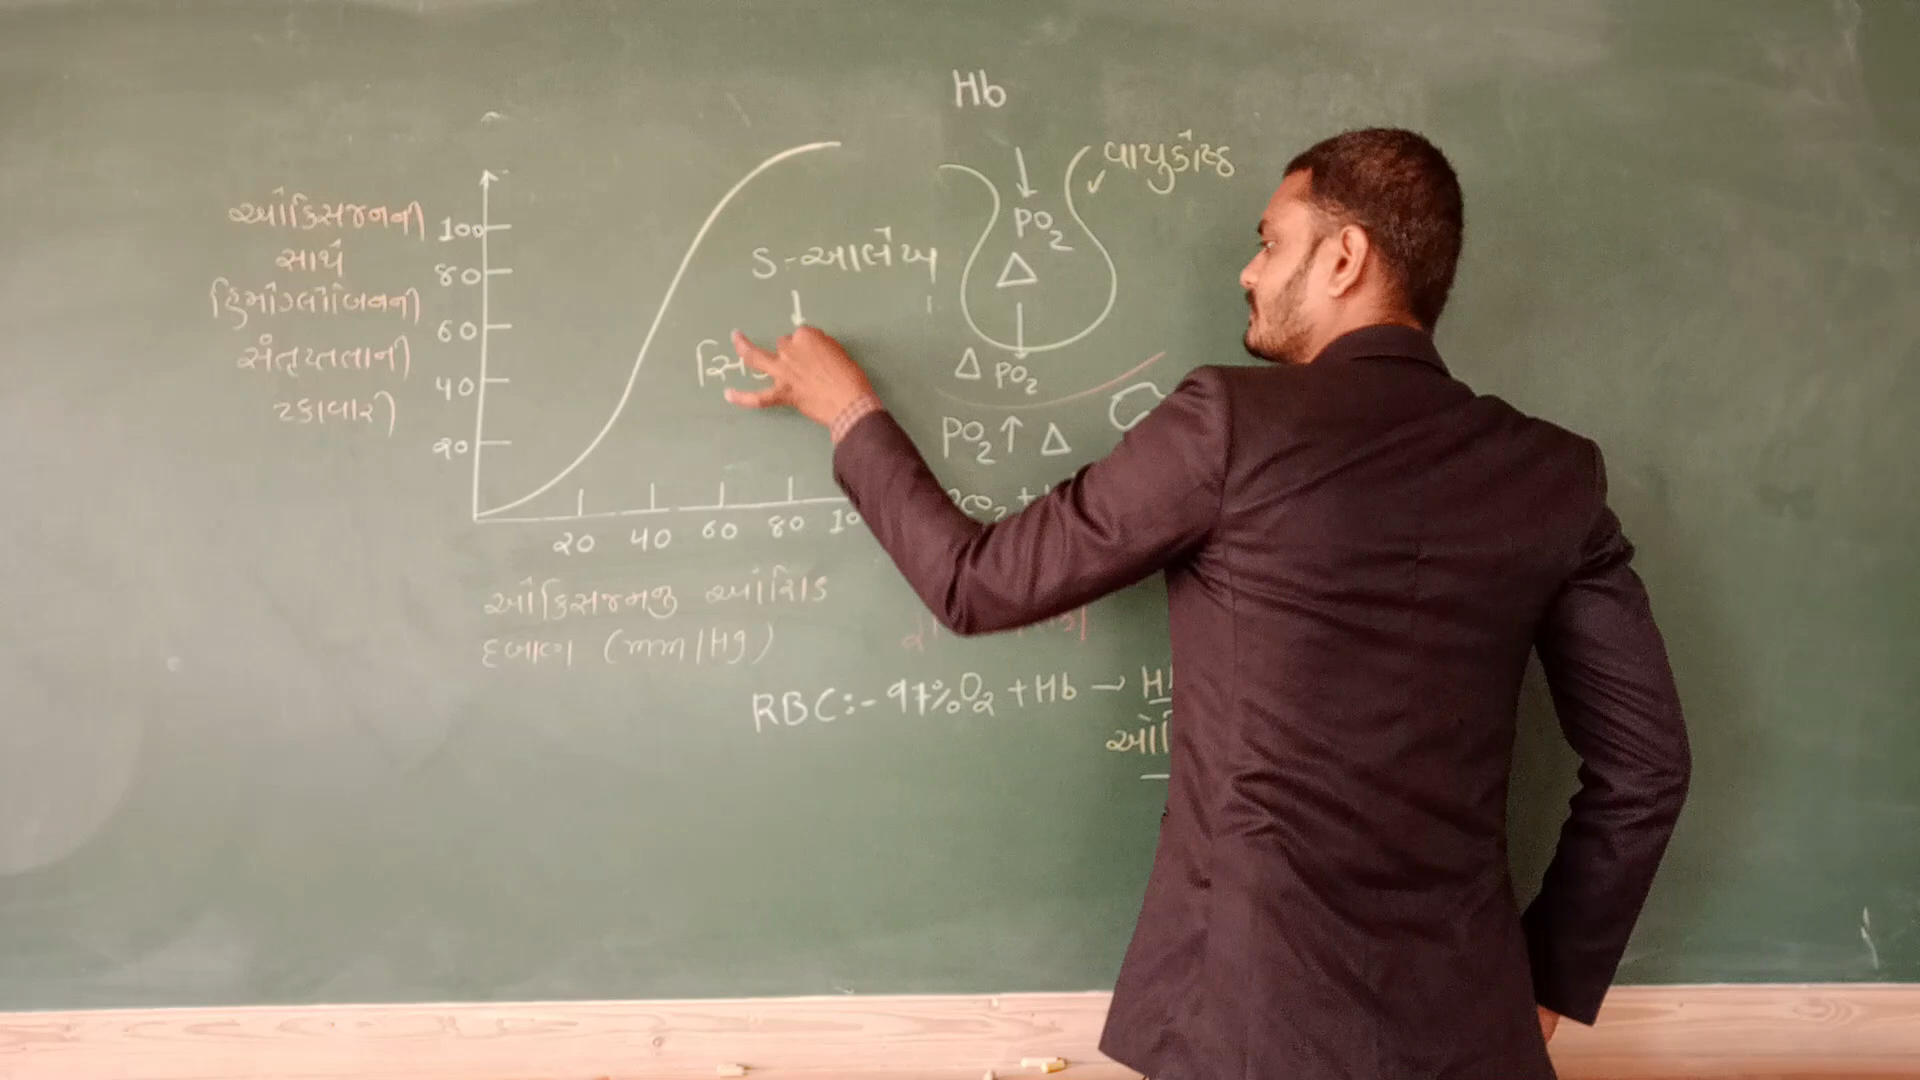 Hb
ઓક્સિજનની
સાથે
હિમોગ્લોબિનની
સંતૃપ્તતાની
ટકાવારી
100
80
60
40
20
20 40 60 80
ઓક્સિજનનુ આંશિક
દબાણ (mm/Hg)
S-આલેખ
વાયુકોષ્ઠ
PO₂
△
△ PO₂
PO₂↑ △
RBC:- 97% O₂ + Hb →